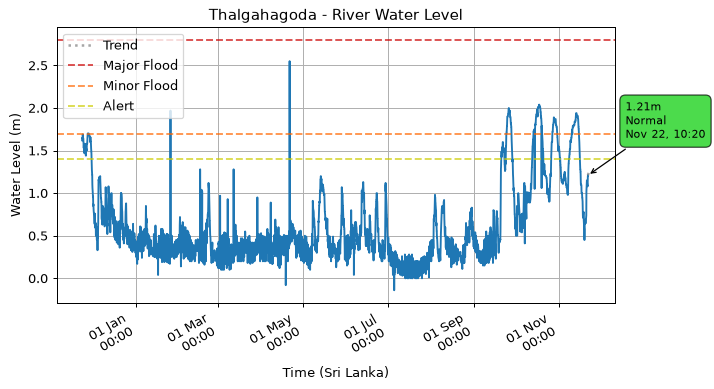 Thalgahagoda - River Water Level
Trend
Major Flood
Minor Flood
Alert
1.21m
Normal
Nov 22, 10:20
Water Level (m)
2.5
2.0
1.5
1.0
0.5
0.0
01 Jan
00:00
01 Mar
00:00
01 May
00:00
01 Jul
00:00
01 Sep
00:00
01 Nov
00:00
Time (Sri Lanka)